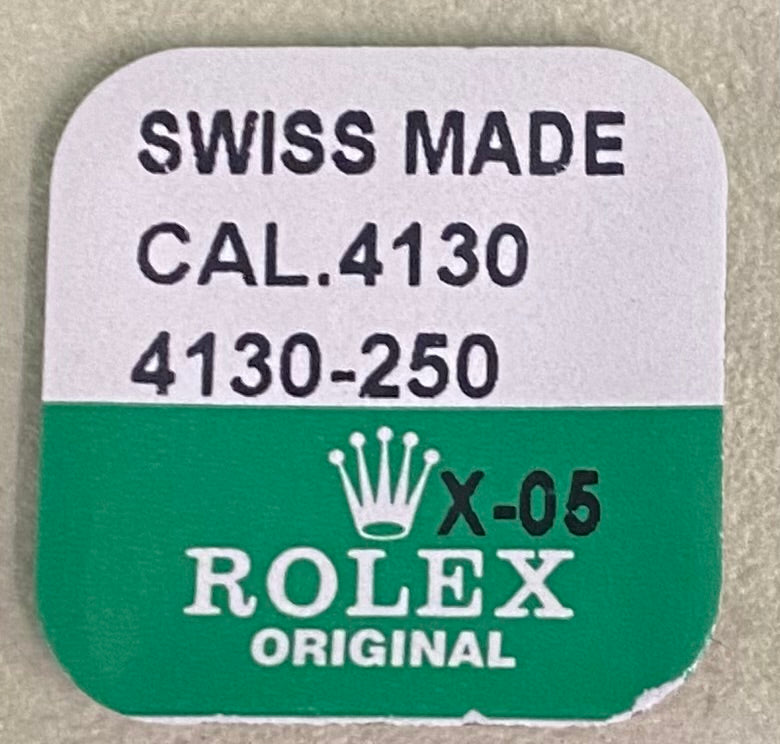 SWISS MADE
CAL.4130
4130-250
X-05
ROLEX
ORIGINAL